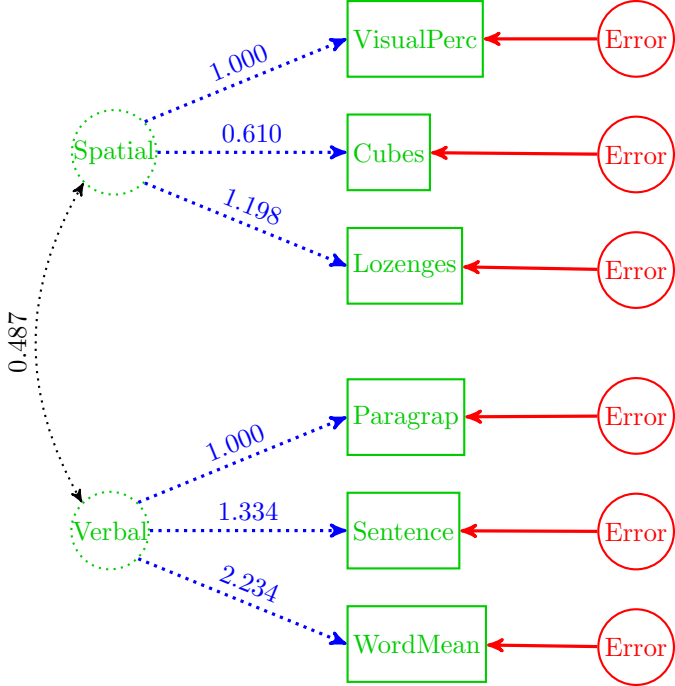 VisualPerc
Error
1.000
Spatial
0.610
Cubes
Error
1.198
Lozenges
Error
0.487
Paragrap
Error
1.000
Verbal
1.334
Sentence
Error
2.234
WordMean
Error